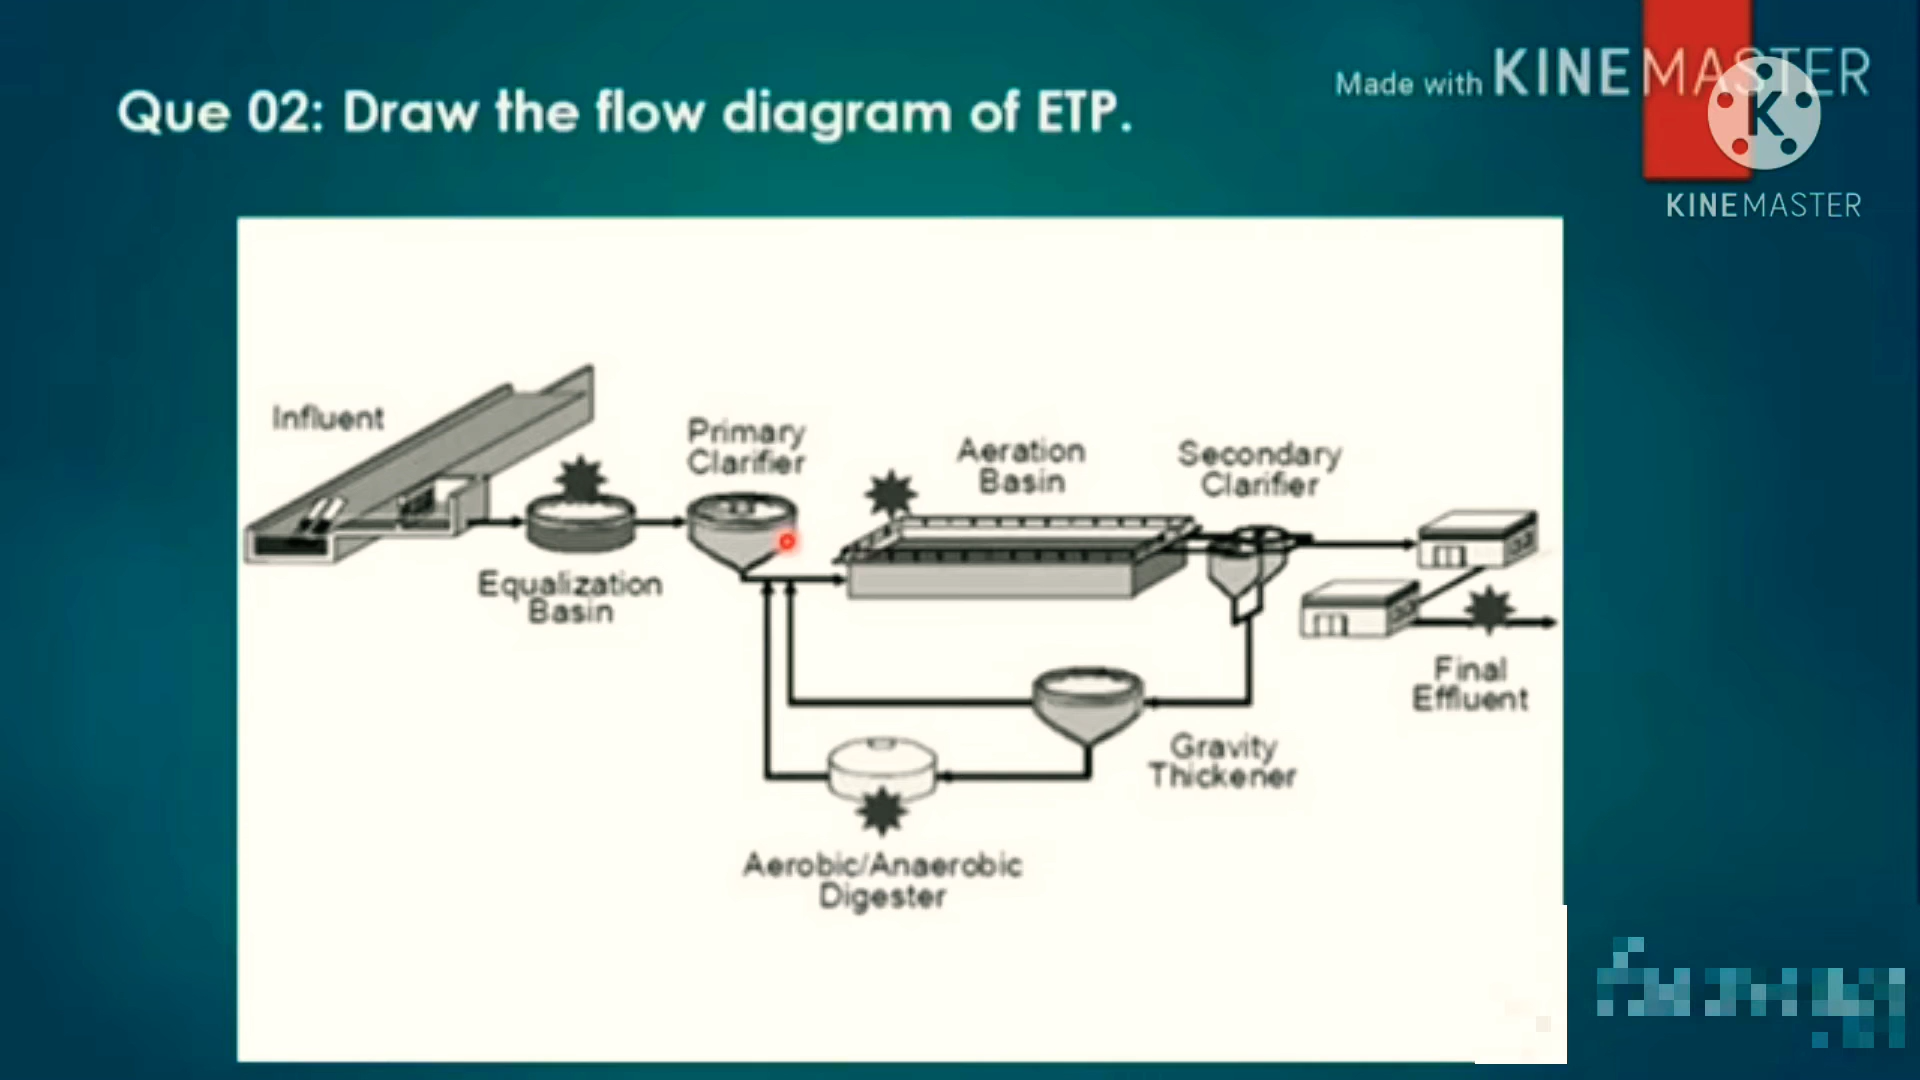 Made with KINEMASTER
Que 02: Draw the flow diagram of ETP.
K
KINEMASTER
Influent
Primary
Clarifier
Aeration
Basin
Secondary
Clarifier
Equalization
Basin
Final
Effluent
Gravity
Thickener
Aerobic/Anaerobic
Digester